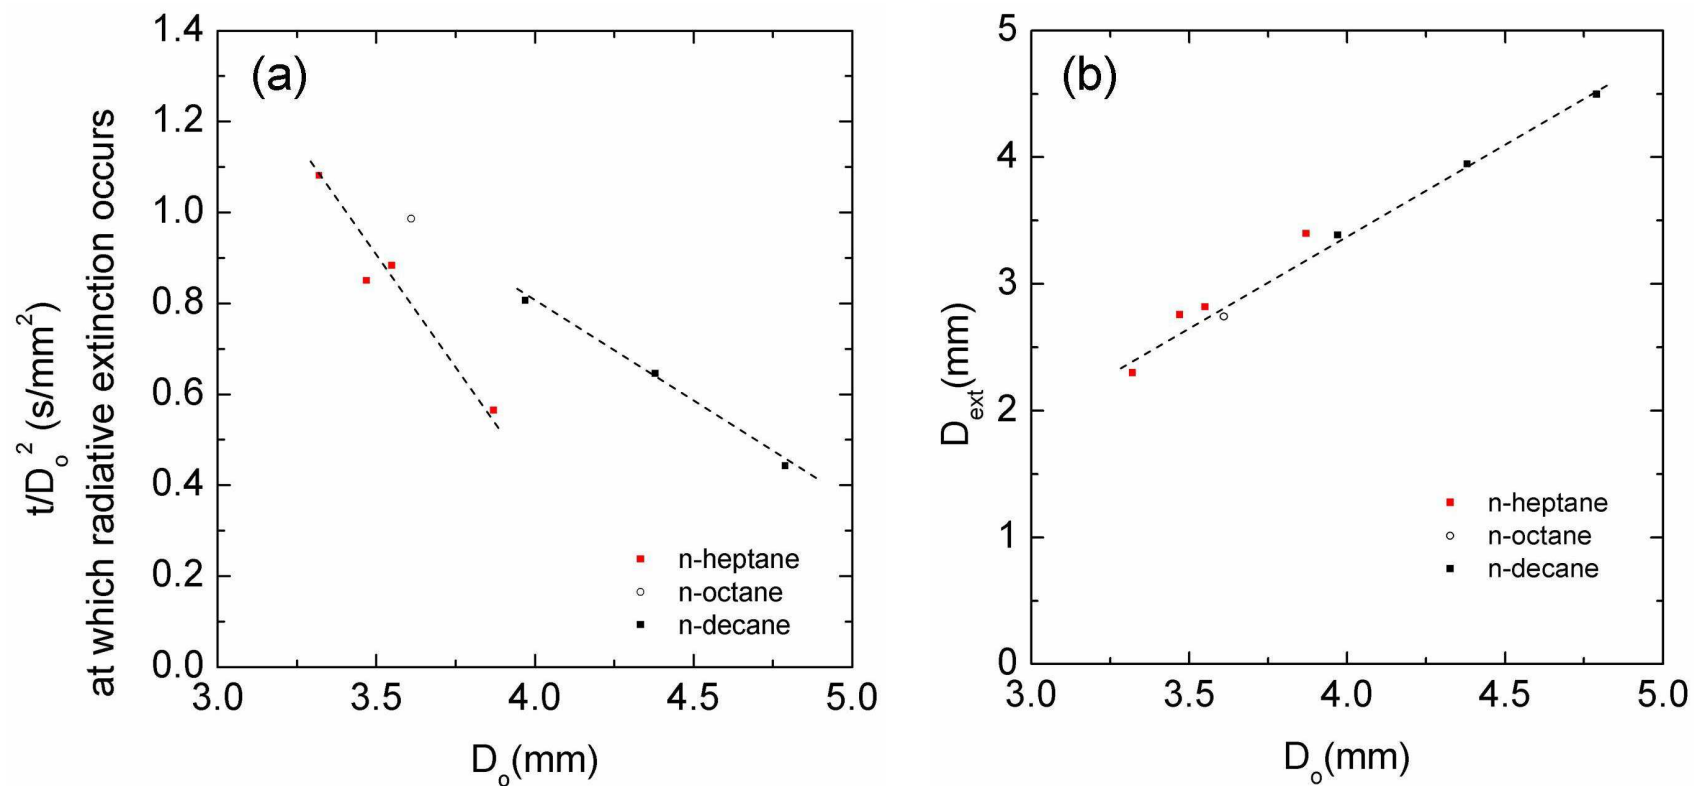 (a)
t/Dₒ² (s/mm²)
at which radiative extinction occurs
1.4
1.2
1.0
0.8
0.6
0.4
0.2
0.0
n-heptane
n-octane
n-decane
3.0 3.5 4.0 4.5 5.0
Dₒ(mm)
(b)
D_ext(mm)
5
4
3
2
1
0
n-heptane
n-octane
n-decane
3.0 3.5 4.0 4.5 5.0
Dₒ(mm)